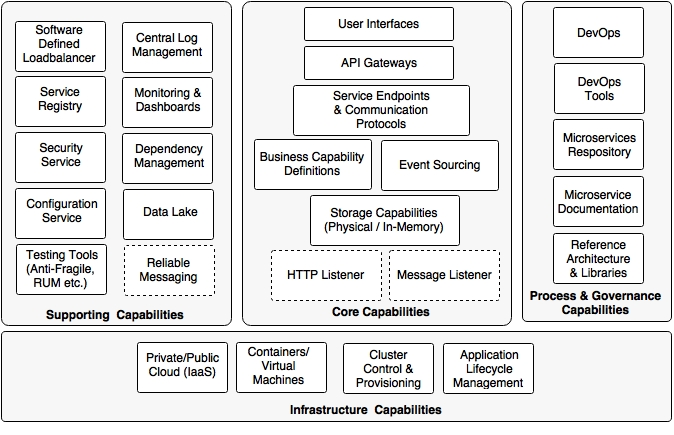 Software
Defined
Loadbalancer
Central Log
Management
Service
Registry
Monitoring &
Dashboards
Security
Service
Dependency
Management
Configuration
Service
Data Lake
Testing Tools
(Anti-Fragile,
RUM etc.)
Reliable
Messaging
Supporting Capabilities
User Interfaces
API Gateways
Service Endpoints
& Communication
Protocols
Business Capability
Definitions
Event Sourcing
Storage Capabilities
(Physical / In-Memory)
HTTP Listener
Message Listener
Core Capabilities
DevOps
DevOps
Tools
Microservices
Respository
Microservice
Documentation
Reference
Architecture
& Libraries
Process & Governance
Capabilities
Private/Public
Cloud (IaaS)
Containers/
Virtual
Machines
Cluster
Control &
Provisioning
Application
Lifecycle
Management
Infrastructure Capabilities